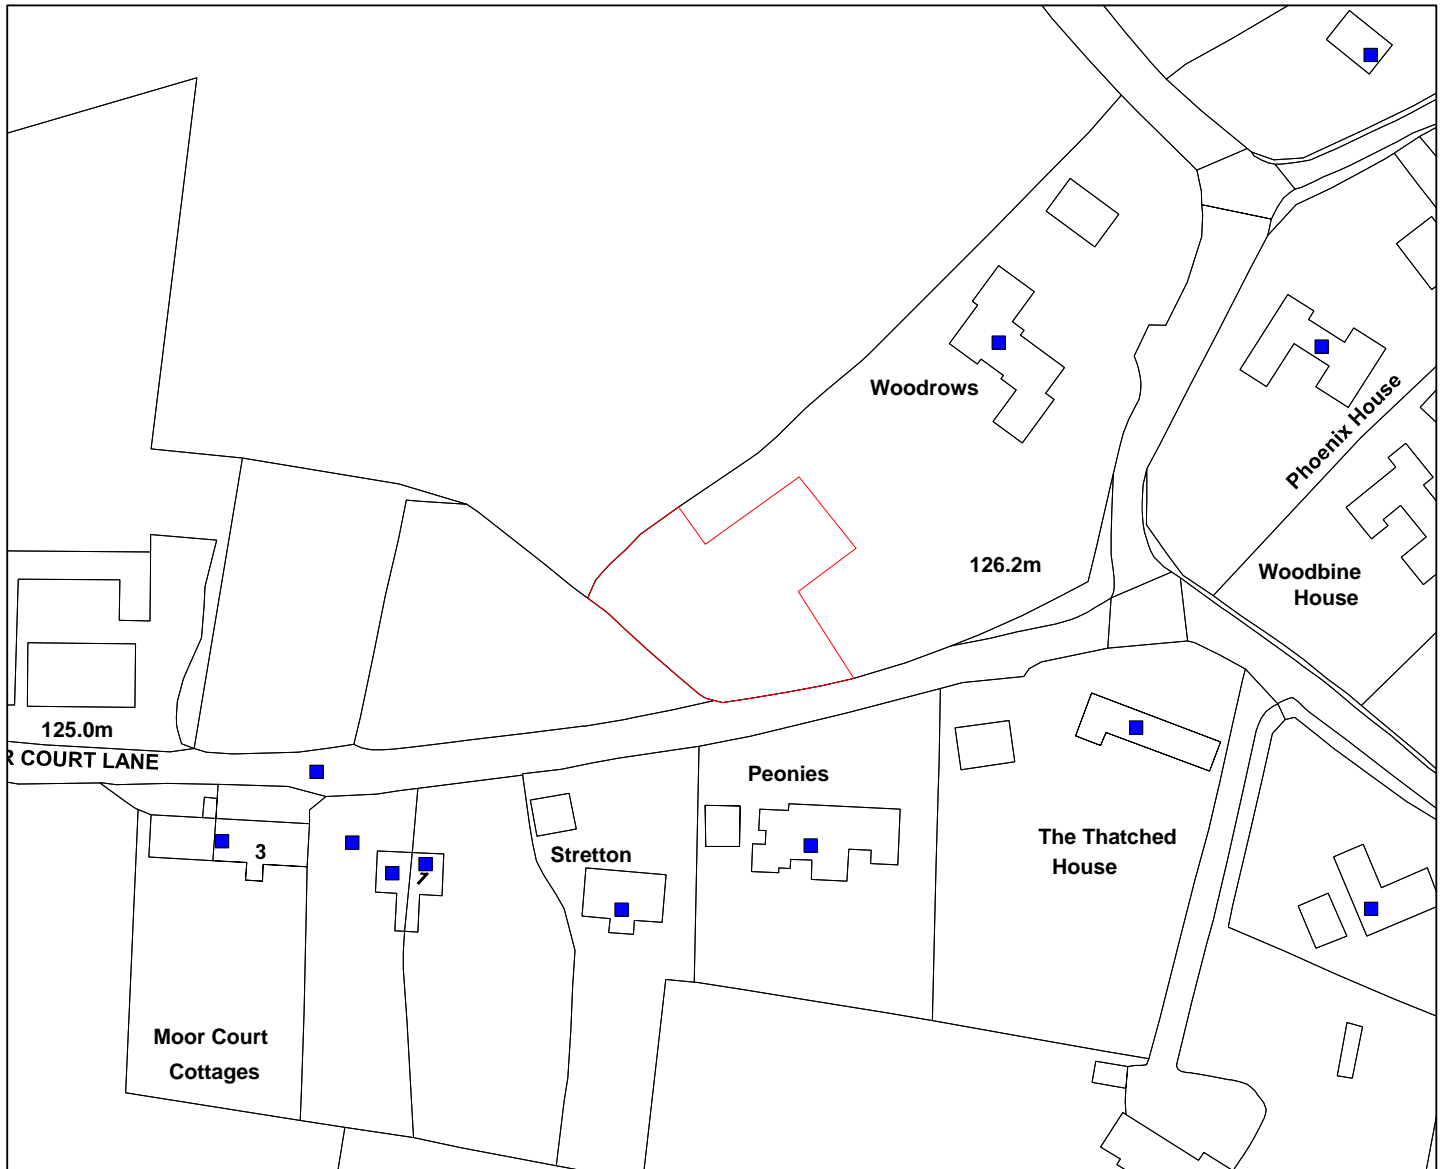 Woodrows
Phoenix House
126.2m
Woodbine
House
125.0m
R COURT LANE
Peonies
The Thatched
House
Stretton
3
1
Moor Court
Cottages